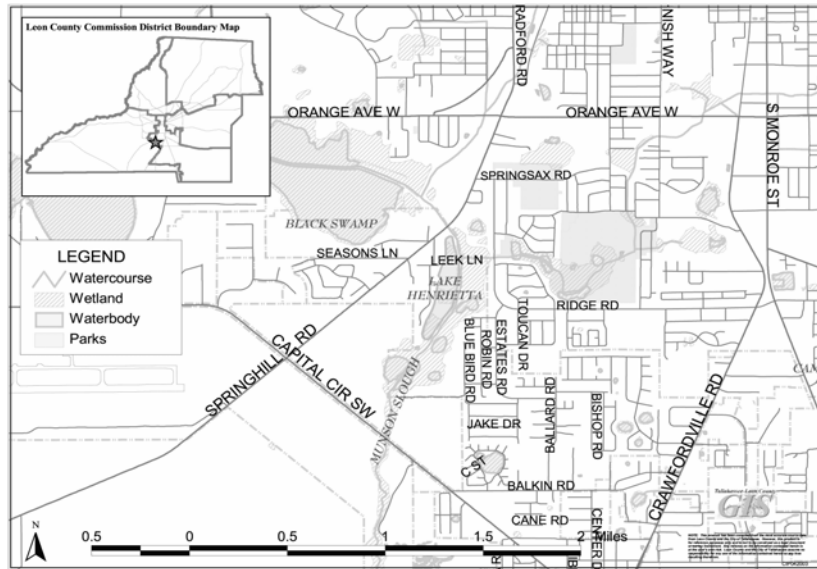 Leon County Commission District Boundary Map
RADFORD RD
NISH WAY
ORANGE AVE W
ORANGE AVE W
S MONROE ST
SPRINGSAX RD
BLACK SWAMP
SEASONS LN
LEEK LN
LAKE
HENRIETTA
LEGEND
Watercourse
Wetland
Waterbody
Parks
RIDGE RD
TOUCAN DR
ESTATES RD
ROBIN RD
BLUE BIRD RD
SPRINGHILL RD
CAPITAL CIR SW
MUNSON SLOUGH
BALLARD RD
BISHOP RD
CRAWFORDVILLE RD
JAKE DR
C ST
BALKIN RD
CANE RD
CENTER D
GIS
N
0.5 0 0.5 1 1.5 2 Miles